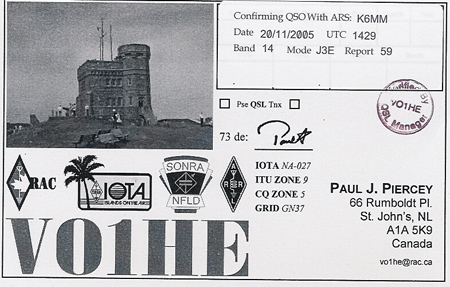 Confirming QSO With ARS: K6MM
Date 20/11/2005 UTC 1429
Band 14 Mode J3E Report 59
Pse QSL Tnx
73 de:
VO1HE
QSL Manager
RAC
IOTA
ISLANDS ON THE AIR
SONRA
NFLD
ARRL
IOTA NA-027
ITU ZONE 9
CQ ZONE 5
GRID GN37
PAUL J. PIERCEY
66 Rumboldt Pl.
St. John's, NL
A1A 5K9
Canada
vo1he@rac.ca
VO1HE